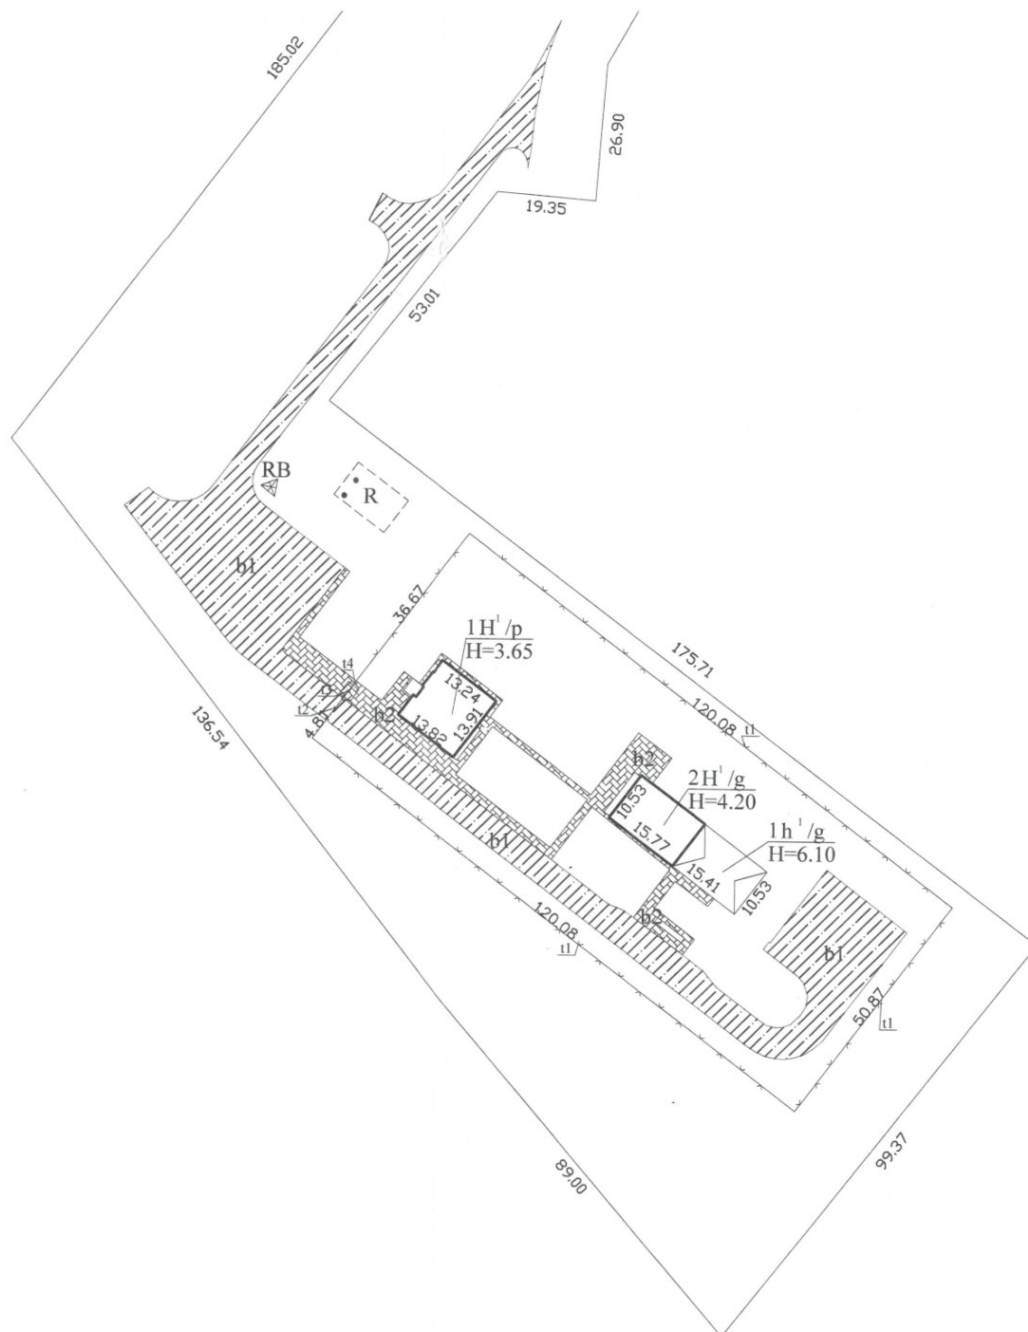 185.02
26.90
19.35
53.01
RB
R
b1
36.67
1H¹/p
H=3.65
175.71
t4
13.24
120.08
t1
t2
b2
13.82
13.91
136.54
b2
2H¹/g
H=4.20
10.53
15.77
1h¹/g
H=6.10
b1
15.41
10.53
120.08
t1
b2
b1
50.87
t1
89.00
99.37